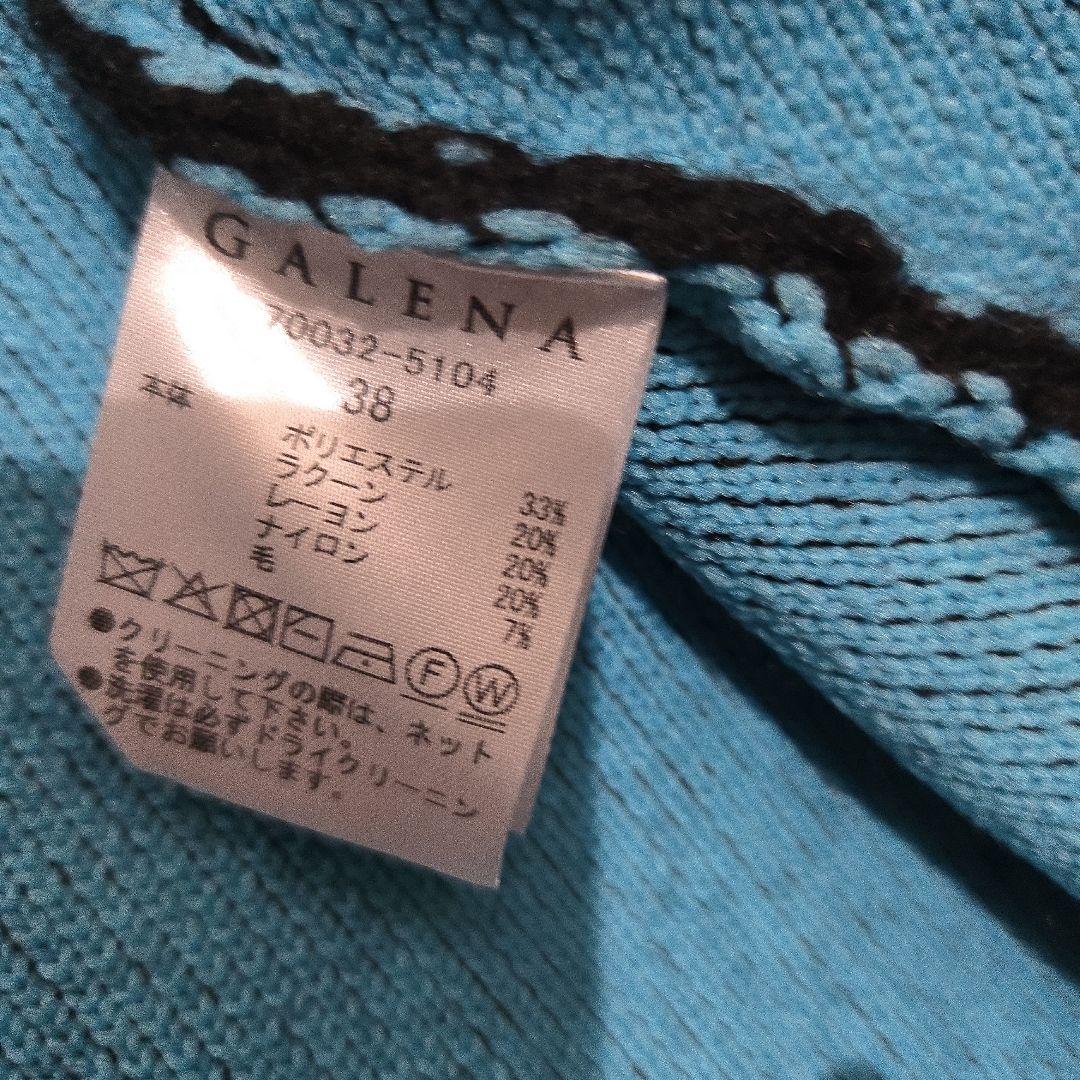 GALENA
70032-5104
38
本体
ポリエステル 33%
ラクーン 20%
レーヨン 20%
ナイロン 20%
毛 7%
F W
●クリーニングの際は、ネット
を使用して下さい。
●洗濯は必ずドライクリーニン
グでお願いします。